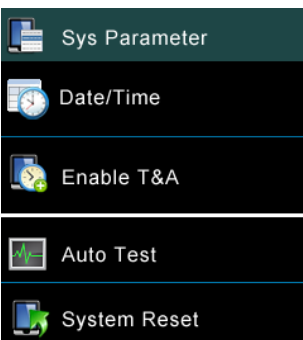 Sys Parameter
Date/Time
Enable T&A
Auto Test
System Reset